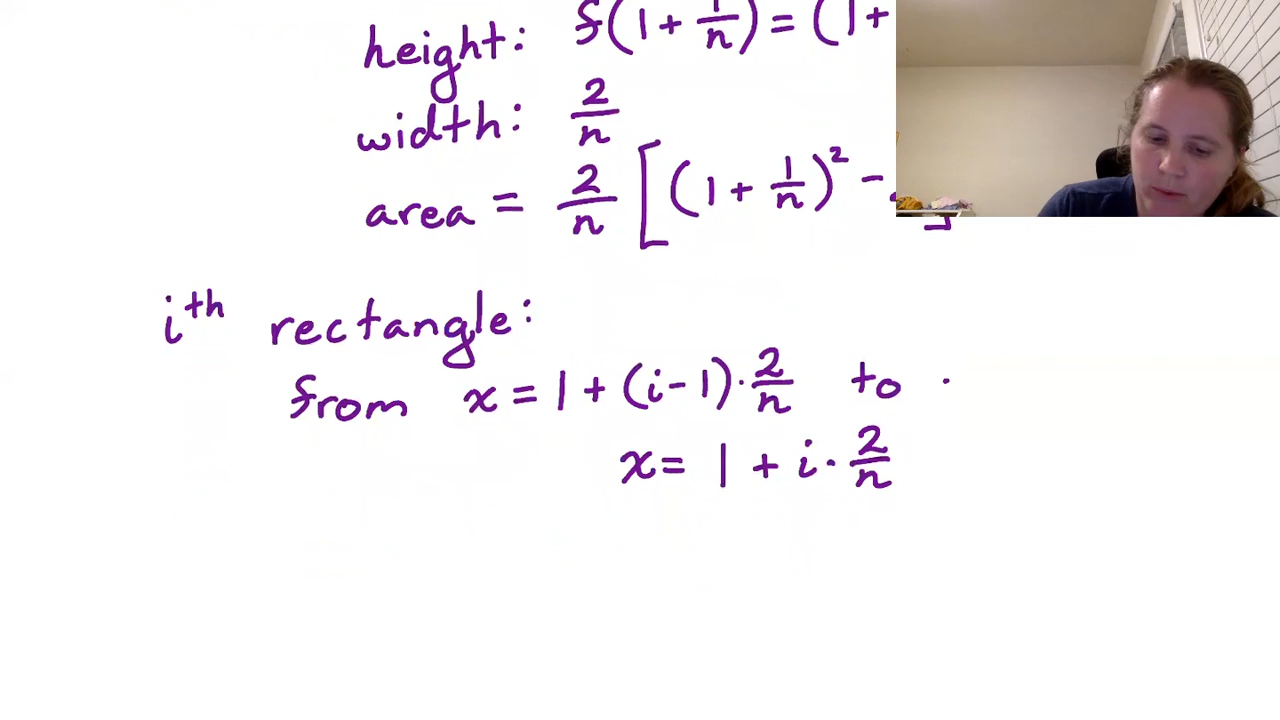 height: f(1 + 1/n) = (1 +
width: 2/n
area = 2/n [(1 + 1/n)² -
iᵗʰ rectangle:
from x = 1 + (i - 1) · 2/n to
x = 1 + i · 2/n